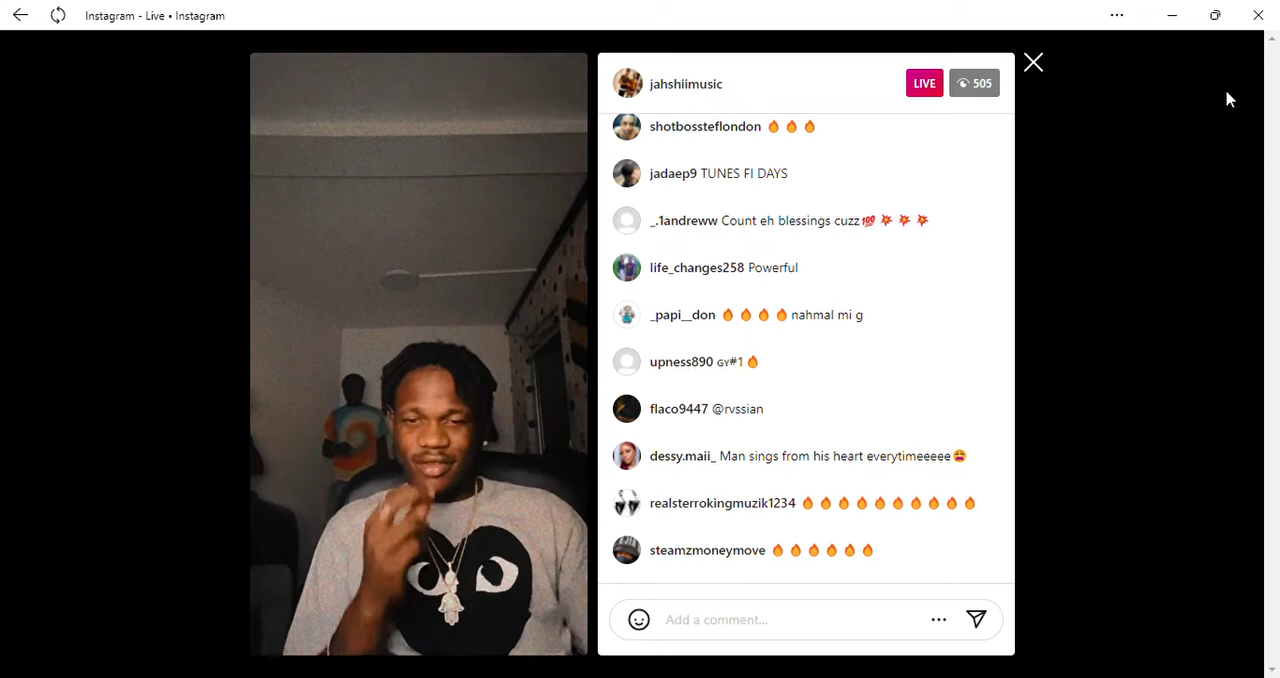 Instagram - Live • Instagram
jahshiimusic LIVE 505
shotbossteflondon 🔥 🔥 🔥
jadaep9 TUNES FI DAYS
_.1andreww Count eh blessings cuzz💯 💥 💥 💥
life_changes258 Powerful
_papi__don 🔥 🔥 🔥 🔥 nahmal mi g
upness890 ɢʏ#1 🔥
flaco9447 @rvssian
dessy.maii_ Man sings from his heart everytimeeeee😩
realsterrokingmuzik1234 🔥 🔥 🔥 🔥 🔥 🔥 🔥 🔥 🔥 🔥
steamzmoneymove 🔥 🔥 🔥 🔥 🔥 🔥
Add a comment...